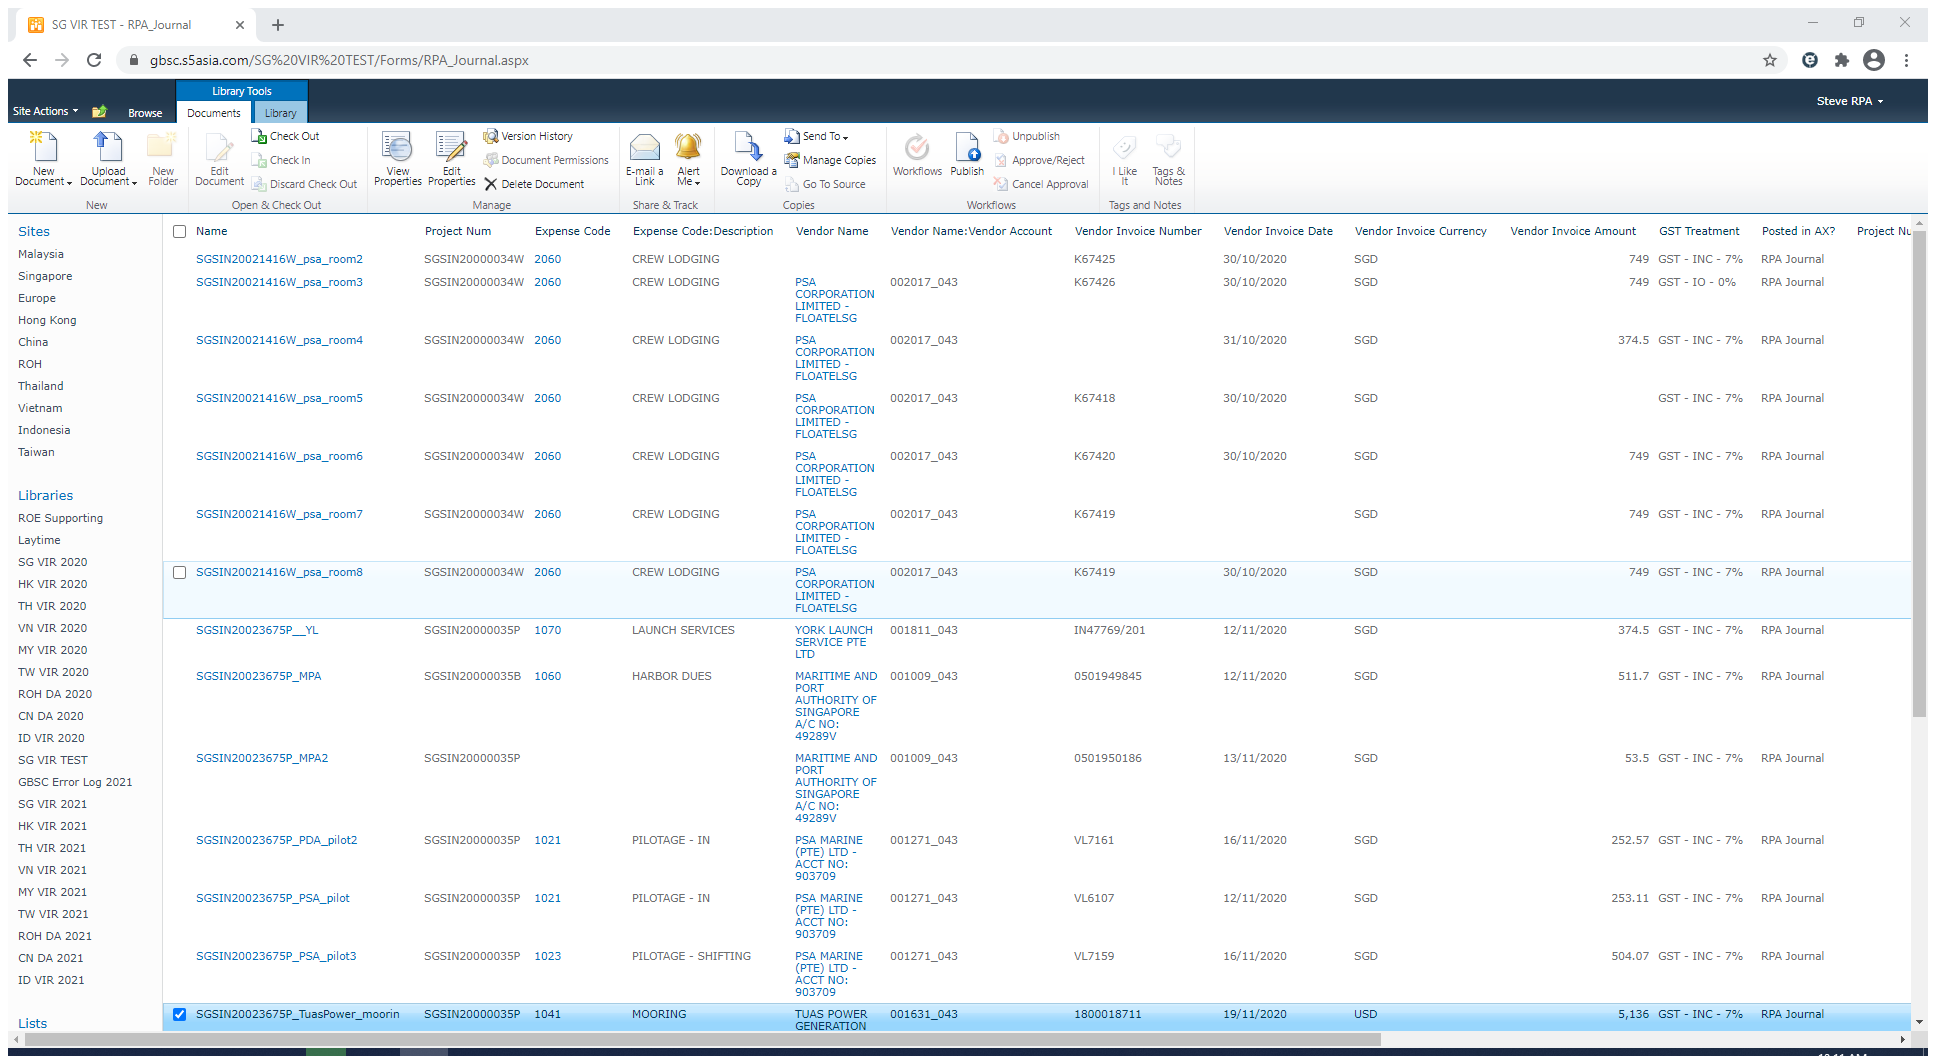 SG VIR TEST - RPA_Journal
gbsc.s5asia.com/SG%20VIR%20TEST/Forms/RPA_Journal.aspx
Library Tools
Site Actions Browse Documents Library Steve RPA
New Document Upload Document New Folder
New
Edit Document Check Out Check In Discard Check Out
Open & Check Out
View Properties Edit Properties Version History Document Permissions Delete Document
Manage
E-mail a Link Alert Me
Share & Track
Download a Copy Send To Manage Copies Go To Source
Copies
Workflows Publish Unpublish Approve/Reject Cancel Approval
Workflows
I Like It Tags & Notes
Tags and Notes
Sites
Malaysia
Singapore
Europe
Hong Kong
China
ROH
Thailand
Vietnam
Indonesia
Taiwan
Libraries
ROE Supporting
Laytime
SG VIR 2020
HK VIR 2020
TH VIR 2020
VN VIR 2020
MY VIR 2020
TW VIR 2020
ROH DA 2020
CN DA 2020
ID VIR 2020
SG VIR TEST
GBSC Error Log 2021
SG VIR 2021
HK VIR 2021
TH VIR 2021
VN VIR 2021
MY VIR 2021
TW VIR 2021
ROH DA 2021
CN DA 2021
ID VIR 2021
Lists
Name Project Num Expense Code Expense Code:Description Vendor Name Vendor Name:Vendor Account Vendor Invoice Number Vendor Invoice Date Vendor Invoice Currency Vendor Invoice Amount GST Treatment Posted in AX? Project Nu
SGSIN20021416W_psa_room2 SGSIN20000034W 2060 CREW LODGING K67425 30/10/2020 SGD 749 GST - INC - 7% RPA Journal
SGSIN20021416W_psa_room3 SGSIN20000034W 2060 CREW LODGING PSA 002017_043 K67426 30/10/2020 SGD 749 GST - IO - 0% RPA Journal
CORPORATION
LIMITED -
FLOATELSG
SGSIN20021416W_psa_room4 SGSIN20000034W 2060 CREW LODGING PSA 002017_043 31/10/2020 SGD 374.5 GST - INC - 7% RPA Journal
CORPORATION
LIMITED -
FLOATELSG
SGSIN20021416W_psa_room5 SGSIN20000034W 2060 CREW LODGING PSA 002017_043 K67418 30/10/2020 SGD GST - INC - 7% RPA Journal
CORPORATION
LIMITED -
FLOATELSG
SGSIN20021416W_psa_room6 SGSIN20000034W 2060 CREW LODGING PSA 002017_043 K67420 30/10/2020 SGD 749 GST - INC - 7% RPA Journal
CORPORATION
LIMITED -
FLOATELSG
SGSIN20021416W_psa_room7 SGSIN20000034W 2060 CREW LODGING PSA 002017_043 K67419 SGD 749 GST - INC - 7% RPA Journal
CORPORATION
LIMITED -
FLOATELSG
SGSIN20021416W_psa_room8 SGSIN20000034W 2060 CREW LODGING PSA 002017_043 K67419 30/10/2020 SGD 749 GST - INC - 7% RPA Journal
CORPORATION
LIMITED -
FLOATELSG
SGSIN20023675P__YL SGSIN20000035P 1070 LAUNCH SERVICES YORK LAUNCH 001811_043 IN47769/201 12/11/2020 SGD 374.5 GST - INC - 7% RPA Journal
SERVICE PTE
LTD
SGSIN20023675P_MPA SGSIN20000035B 1060 HARBOR DUES MARITIME AND 001009_043 0501949845 12/11/2020 SGD 511.7 GST - INC - 7% RPA Journal
PORT
AUTHORITY OF
SINGAPORE
A/C NO:
49289V
SGSIN20023675P_MPA2 SGSIN20000035P MARITIME AND 001009_043 0501950186 13/11/2020 SGD 53.5 GST - INC - 7% RPA Journal
PORT
AUTHORITY OF
SINGAPORE
A/C NO:
49289V
SGSIN20023675P_PDA_pilot2 SGSIN20000035P 1021 PILOTAGE - IN PSA MARINE 001271_043 VL7161 16/11/2020 SGD 252.57 GST - INC - 7% RPA Journal
(PTE) LTD -
ACCT NO:
903709
SGSIN20023675P_PSA_pilot SGSIN20000035P 1021 PILOTAGE - IN PSA MARINE 001271_043 VL6107 12/11/2020 SGD 253.11 GST - INC - 7% RPA Journal
(PTE) LTD -
ACCT NO:
903709
SGSIN20023675P_PSA_pilot3 SGSIN20000035P 1023 PILOTAGE - SHIFTING PSA MARINE 001271_043 VL7159 16/11/2020 SGD 504.07 GST - INC - 7% RPA Journal
(PTE) LTD -
ACCT NO:
903709
SGSIN20023675P_TuasPower_moorin SGSIN20000035P 1041 MOORING TUAS POWER 001631_043 1800018711 19/11/2020 USD 5,136 GST - INC - 7% RPA Journal
GENERATION